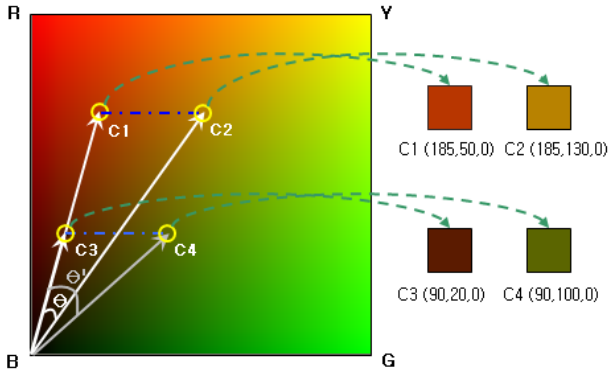 R
Y
C1
C2
C1 (185,50,0)
C2 (185,130,0)
C3
C4
Θ'
Θ
C3 (90,20,0)
C4 (90,100,0)
B
G